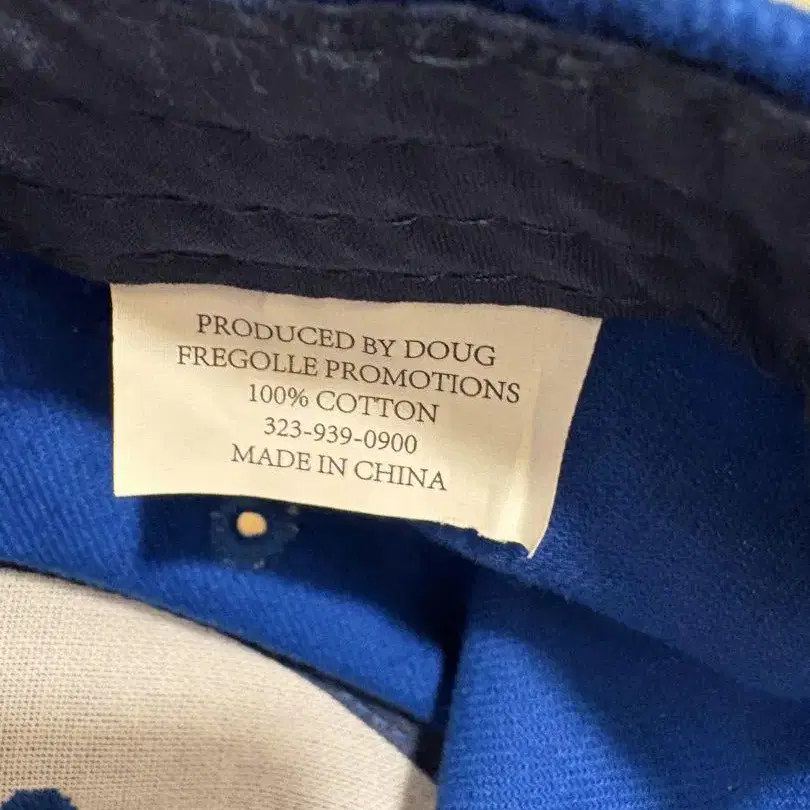 PRODUCED BY DOUG
FREGOLLE PROMOTIONS
100% COTTON
323-939-0900
MADE IN CHINA